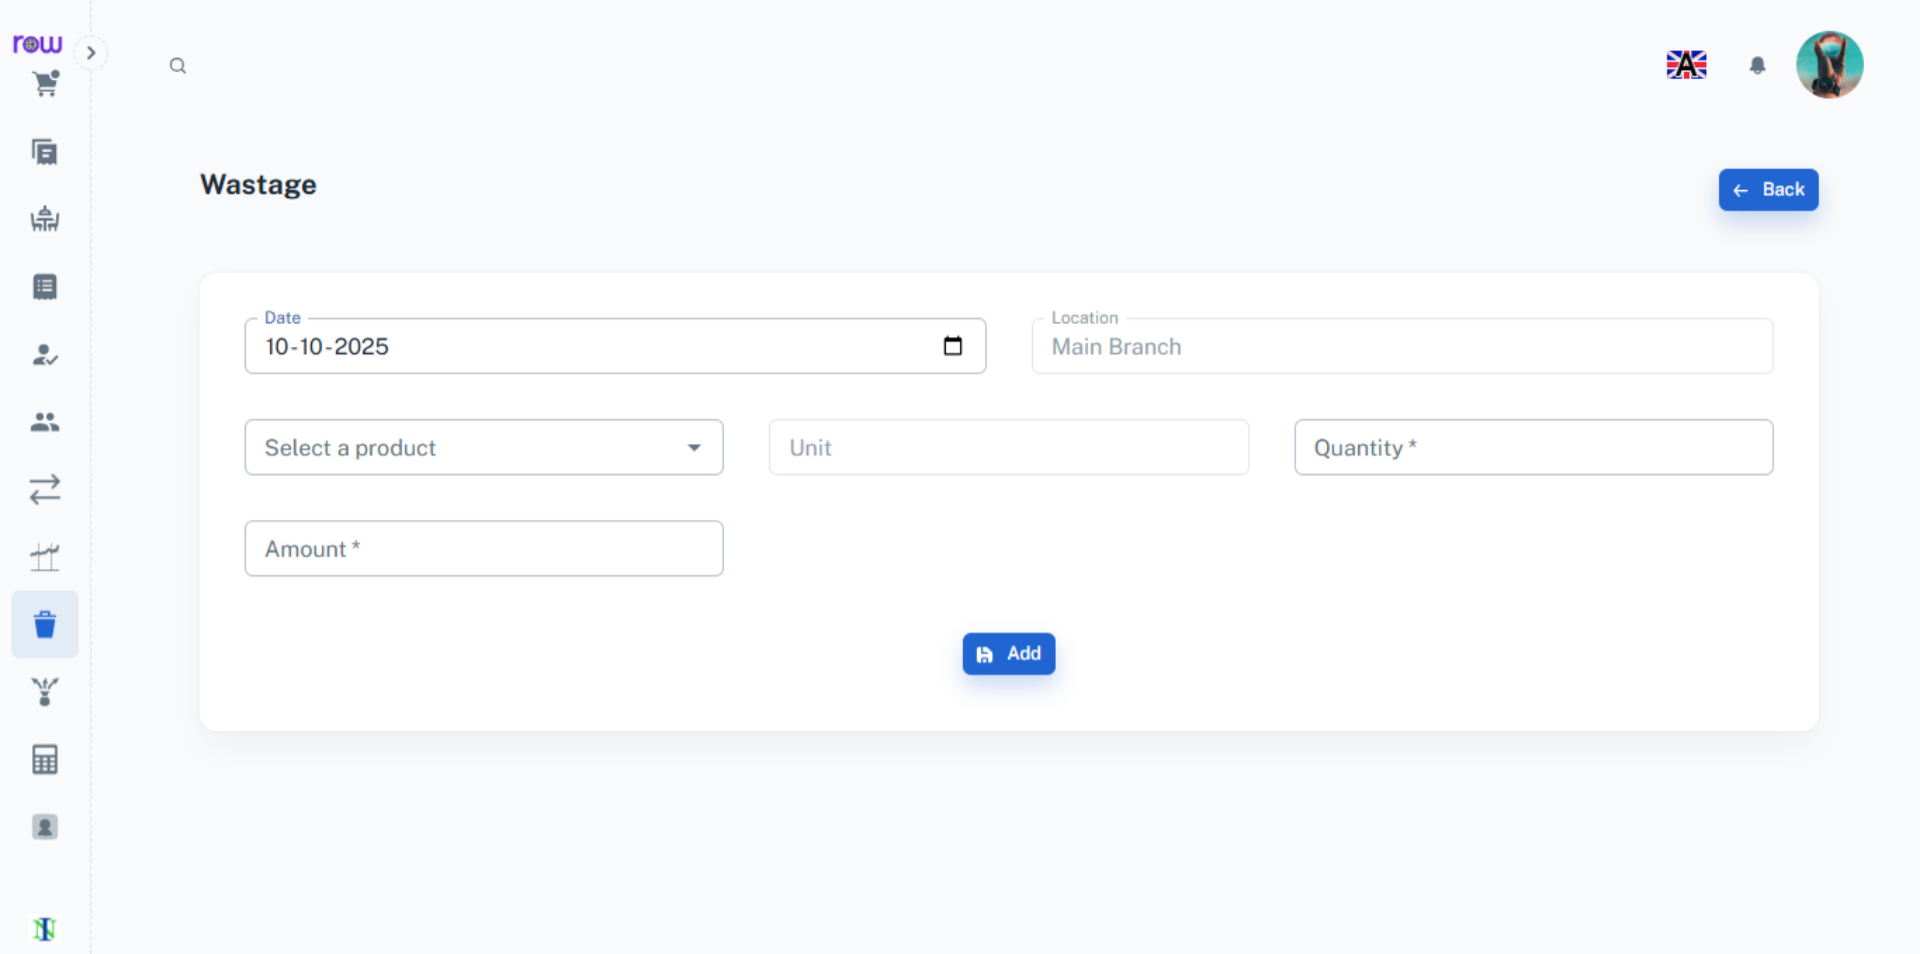 row
A
Wastage
Back
Date
10-10-2025
Location
Main Branch
Select a product
Unit
Quantity *
Amount *
Add
N